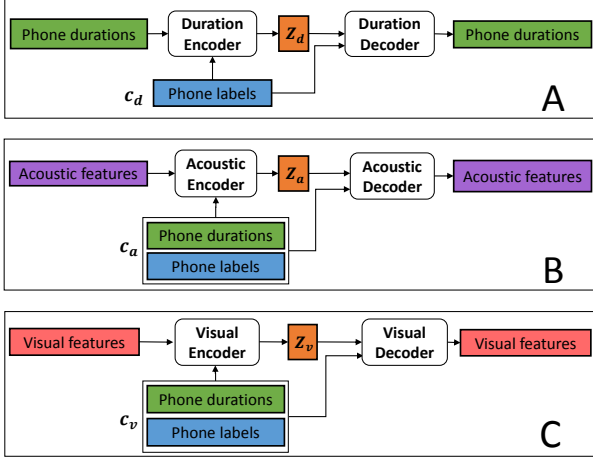 Phone durations
Duration
Encoder
Z_d
Duration
Decoder
Phone durations
c_d
Phone labels
A
Acoustic features
Acoustic
Encoder
Z_a
Acoustic
Decoder
Acoustic features
c_a
Phone durations
Phone labels
B
Visual features
Visual
Encoder
Z_v
Visual
Decoder
Visual features
c_v
Phone durations
Phone labels
C